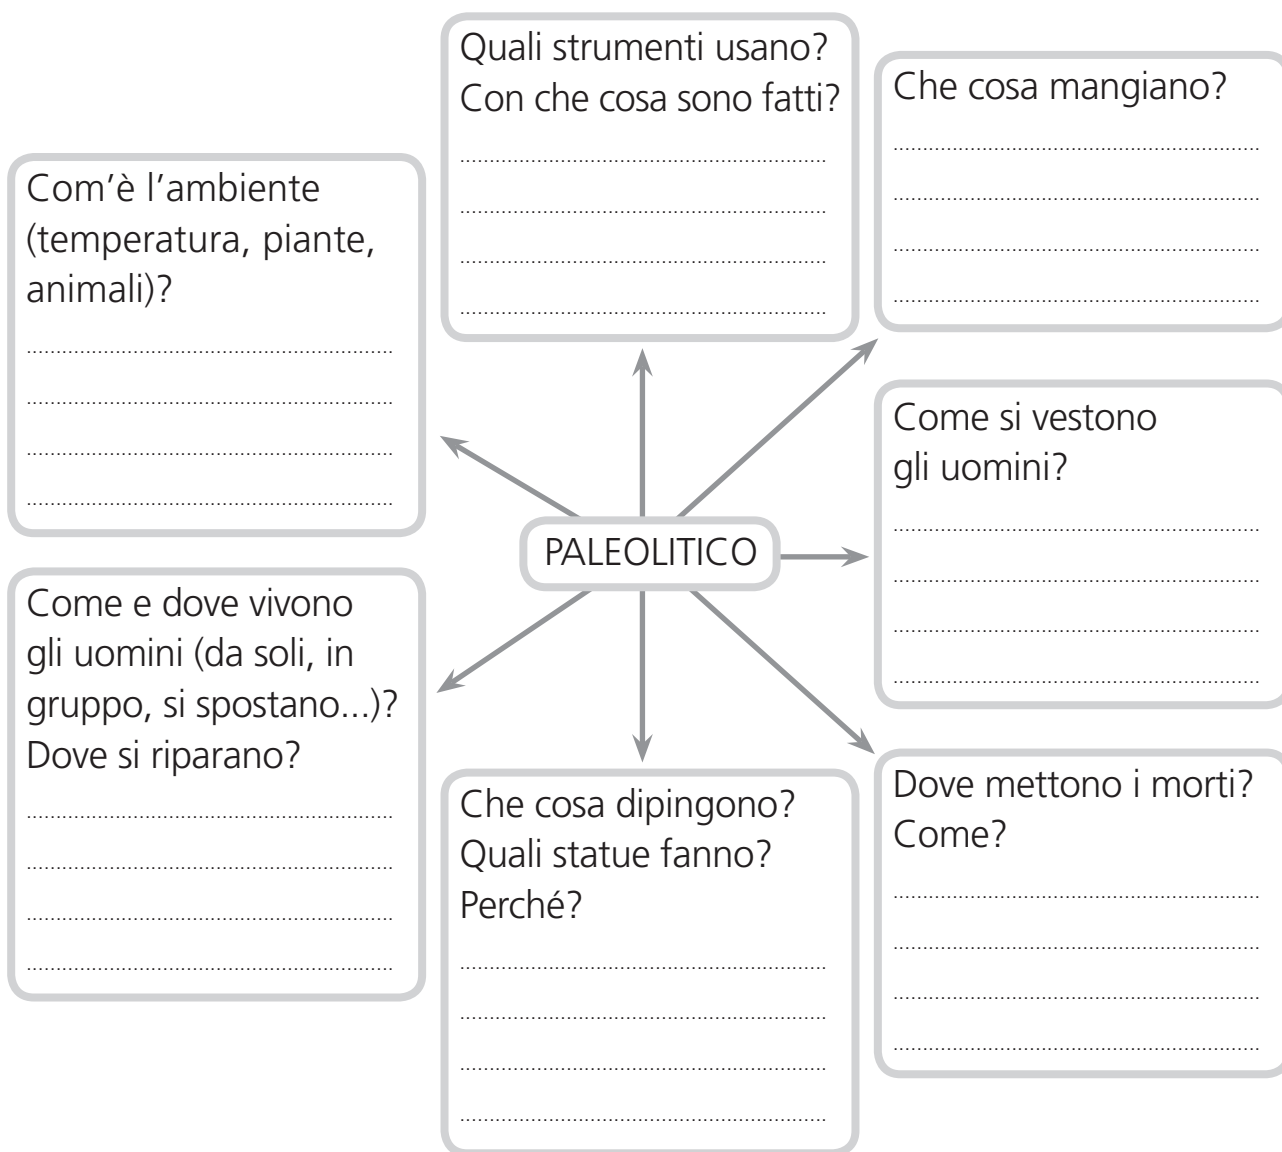 Quali strumenti usano?
Con che cosa sono fatti?
................................................................
................................................................
................................................................
................................................................
Che cosa mangiano?
................................................................
................................................................
................................................................
................................................................
Com’è l’ambiente
(temperatura, piante,
animali)?
................................................................
................................................................
................................................................
................................................................
Come si vestono
gli uomini?
................................................................
................................................................
................................................................
................................................................
PALEOLITICO
Come e dove vivono
gli uomini (da soli, in
gruppo, si spostano...)?
Dove si riparano?
................................................................
................................................................
................................................................
................................................................
Che cosa dipingono?
Quali statue fanno?
Perché?
................................................................
................................................................
................................................................
................................................................
Dove mettono i morti?
Come?
................................................................
................................................................
................................................................
................................................................